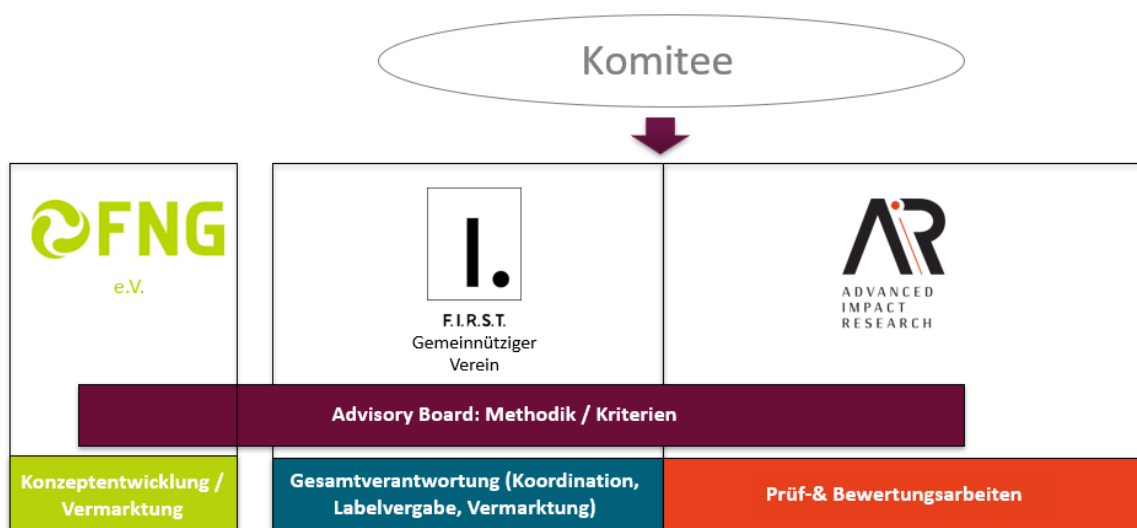 Komitee
FNG
e.V.
I.
F.I.R.S.T.
Gemeinnütziger
Verein
AiR
ADVANCED
IMPACT
RESEARCH
Advisory Board: Methodik / Kriterien
Konzeptentwicklung /
Vermarktung
Gesamtverantwortung (Koordination,
Labelvergabe, Vermarktung)
Prüf-& Bewertungsarbeiten